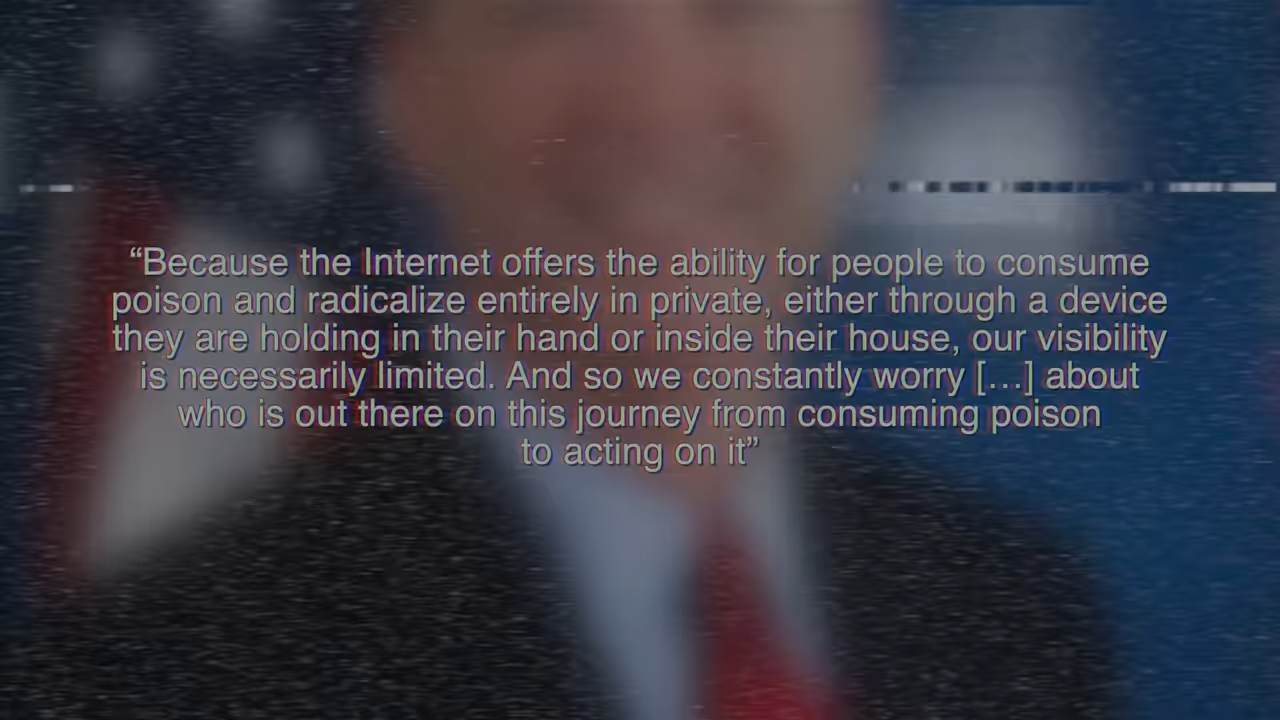 “Because the Internet offers the ability for people to consume
poison and radicalize entirely in private, either through a device
they are holding in their hand or inside their house, our visibility
is necessarily limited. And so we constantly worry […] about
who is out there on this journey from consuming poison
to acting on it”